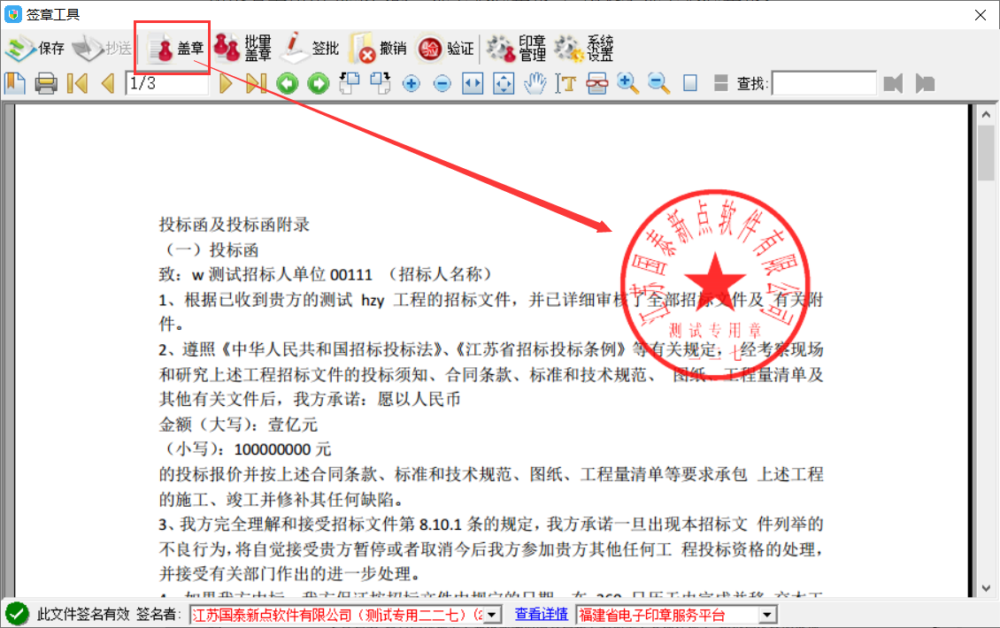 签章工具
保存 抄送 盖章 批量盖章 签批 撤销 验证 印章管理 系统设置
1/3 查找:
投标函及投标函附录
（一）投标函
致：w 测试招标人单位 00111 （招标人名称）
1、根据已收到贵方的测试 hzy 工程的招标文件，并已详细审核了全部招标文件及 有关附
件。
2、遵照《中华人民共和国招标投标法》、《江苏省招标投标条例》等有关规定， 经考察现场
和研究上述工程招标文件的投标须知、合同条款、标准和技术规范、 图纸、工程量清单及
其他有关文件后，我方承诺：愿以人民币
金额（大写）：壹亿元
（小写）：100000000 元
的投标报价并按上述合同条款、标准和技术规范、图纸、工程量清单等要求承包 上述工程
的施工、竣工并修补其任何缺陷。
3、我方完全理解和接受招标文件第 8.10.1 条的规定，我方承诺一旦出现本招标文 件列举的
不良行为，将自觉接受贵方暂停或者取消今后我方参加贵方其他任何工 程投标资格的处理，
并接受有关部门作出的进一步处理。
江苏国泰新点软件有限公司
测试专用章
二二七
此文件签名有效 签名者: 江苏国泰新点软件有限公司（测试专用二二七）(2 查看详情 福建省电子印章服务平台